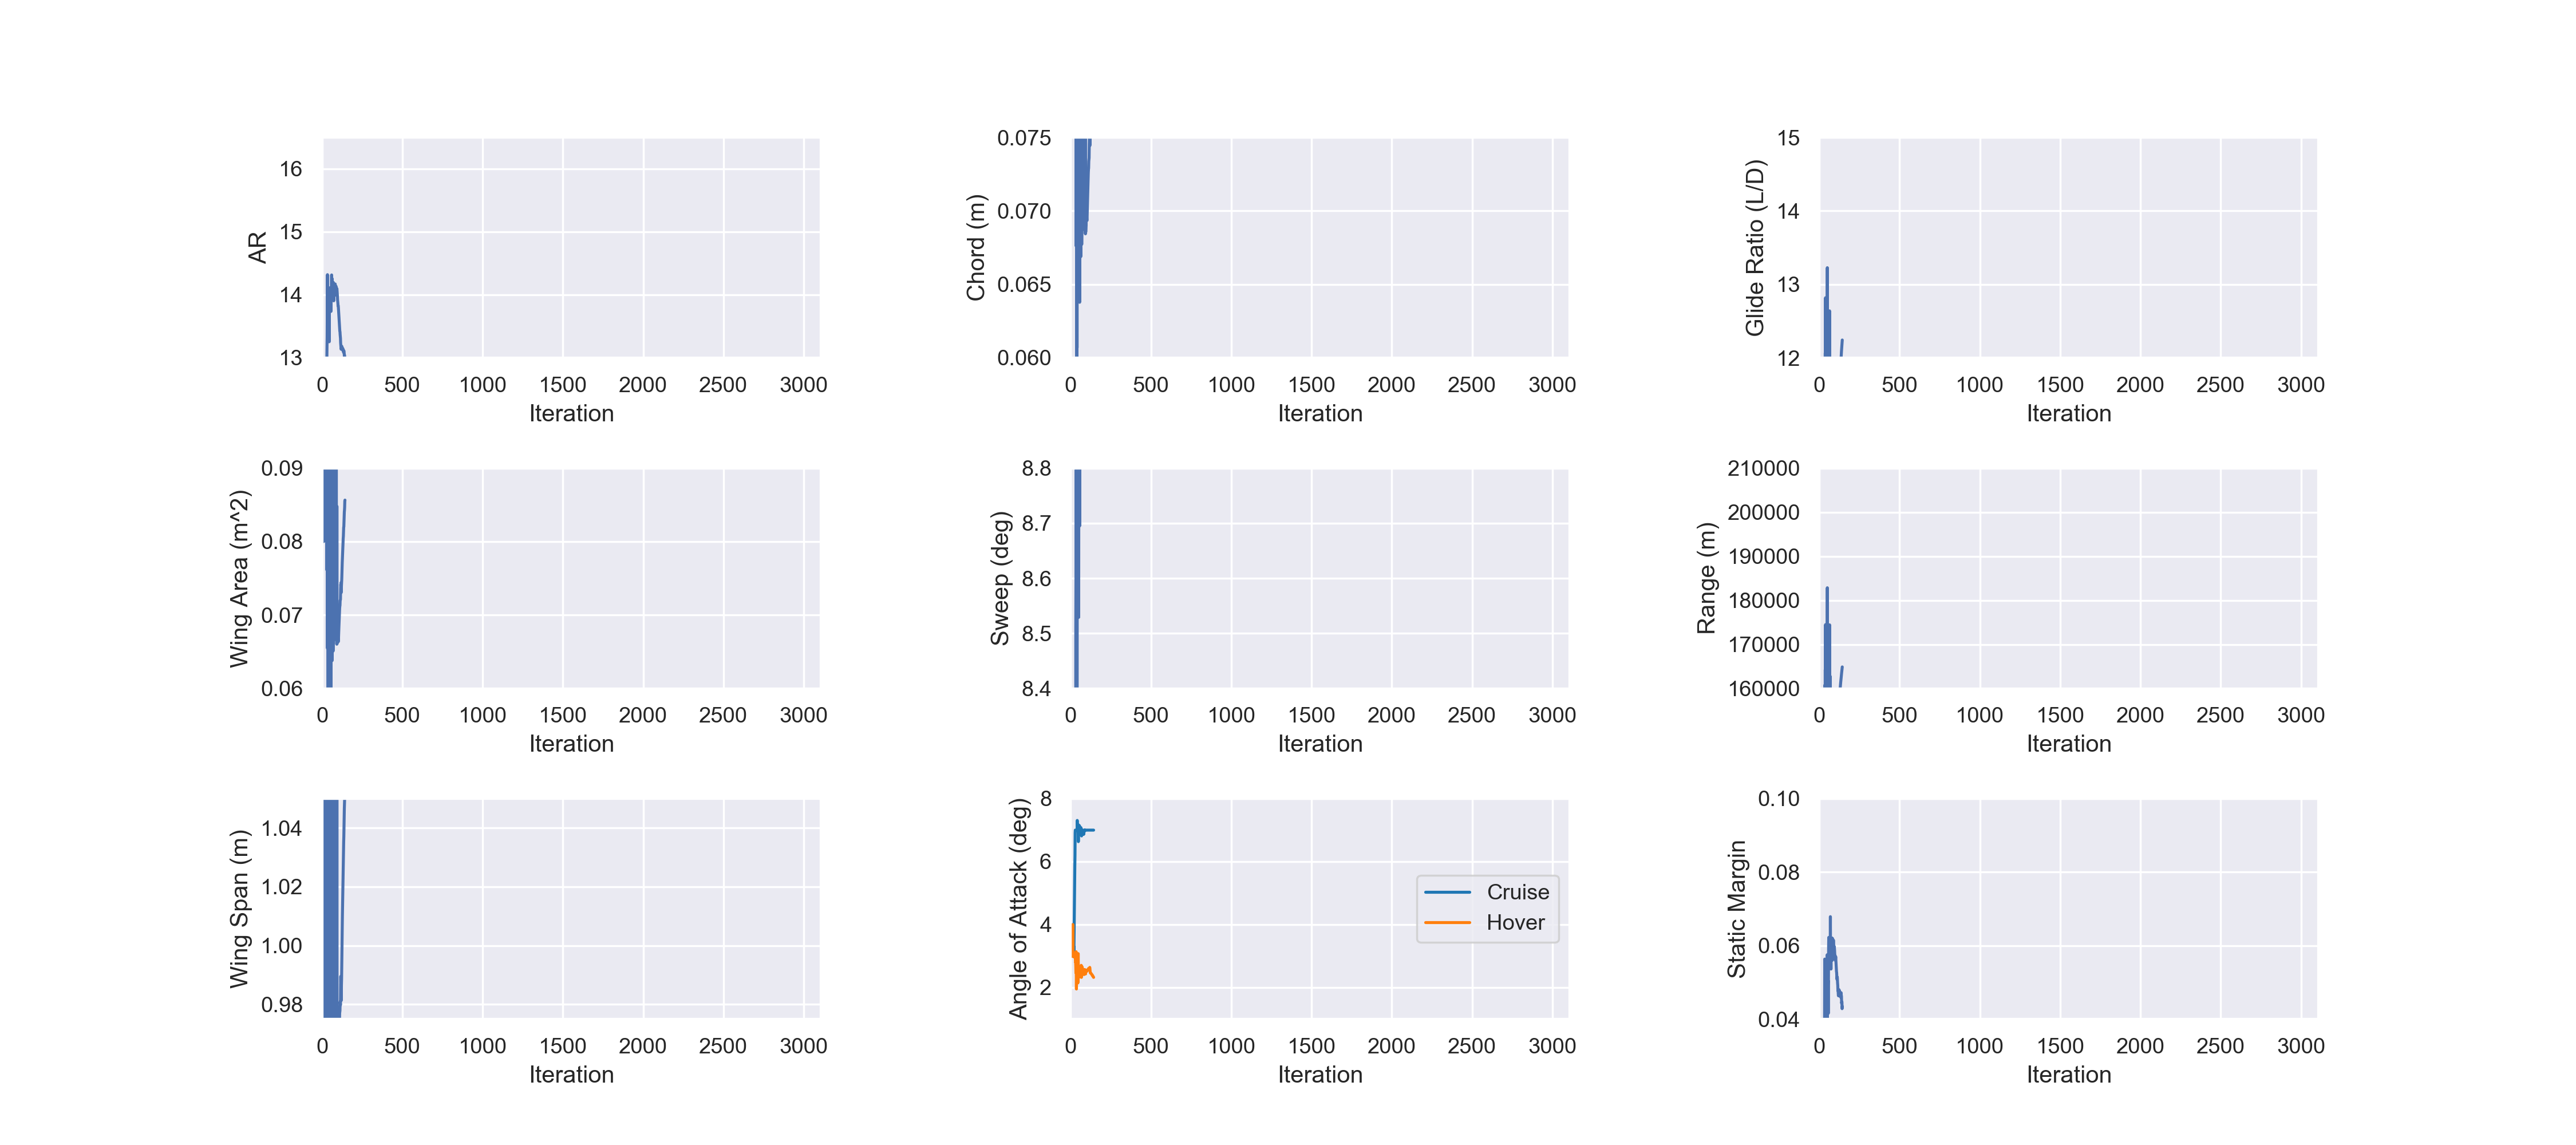 AR
16
15
14
13
0 500 1000 1500 2000 2500 3000
Iteration
Chord (m)
0.075
0.070
0.065
0.060
0 500 1000 1500 2000 2500 3000
Iteration
Glide Ratio (L/D)
15
14
13
12
0 500 1000 1500 2000 2500 3000
Iteration
Wing Area (m^2)
0.09
0.08
0.07
0.06
0 500 1000 1500 2000 2500 3000
Iteration
Sweep (deg)
8.8
8.7
8.6
8.5
8.4
0 500 1000 1500 2000 2500 3000
Iteration
Range (m)
210000
200000
190000
180000
170000
160000
0 500 1000 1500 2000 2500 3000
Iteration
Wing Span (m)
1.04
1.02
1.00
0.98
0 500 1000 1500 2000 2500 3000
Iteration
Angle of Attack (deg)
8
6
4
2
Cruise
Hover
0 500 1000 1500 2000 2500 3000
Iteration
Static Margin
0.10
0.08
0.06
0.04
0 500 1000 1500 2000 2500 3000
Iteration